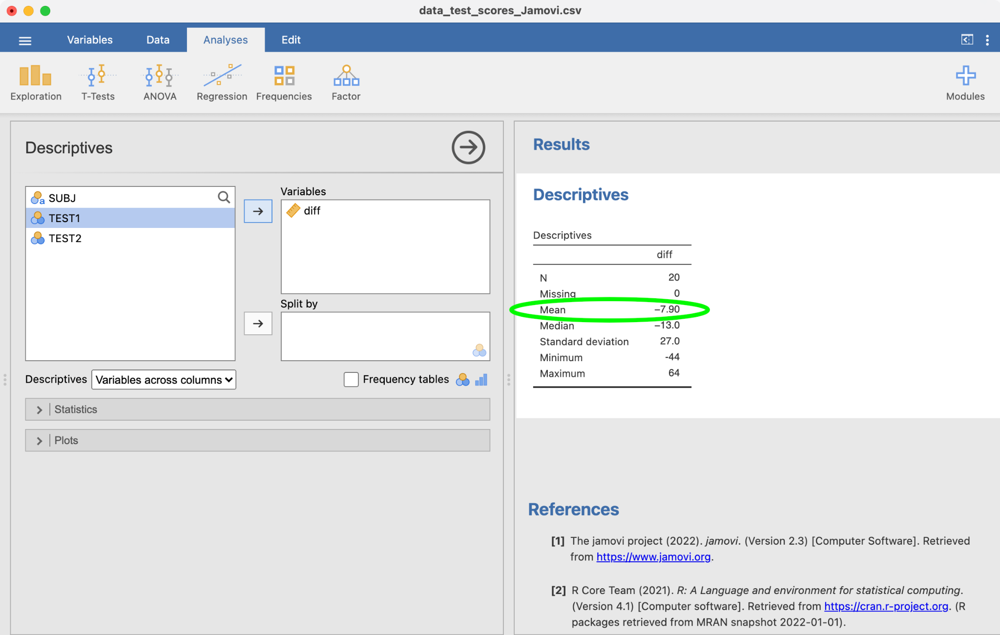 data_test_scores_Jamovi.csv
Variables Data Analyses Edit
Exploration T-Tests ANOVA Regression Frequencies Factor Modules
Descriptives
SUBJ
TEST1
TEST2
Variables
diff
Split by
Descriptives Variables across columns Frequency tables
Statistics
Plots
Results
Descriptives
Descriptives
diff
N 20
Missing 0
Mean –7.90
Median –13.0
Standard deviation 27.0
Minimum -44
Maximum 64
References
[1] The jamovi project (2022). jamovi. (Version 2.3) [Computer Software]. Retrieved
from https://www.jamovi.org.
[2] R Core Team (2021). R: A Language and environment for statistical computing.
(Version 4.1) [Computer software]. Retrieved from https://cran.r-project.org. (R
packages retrieved from MRAN snapshot 2022-01-01).